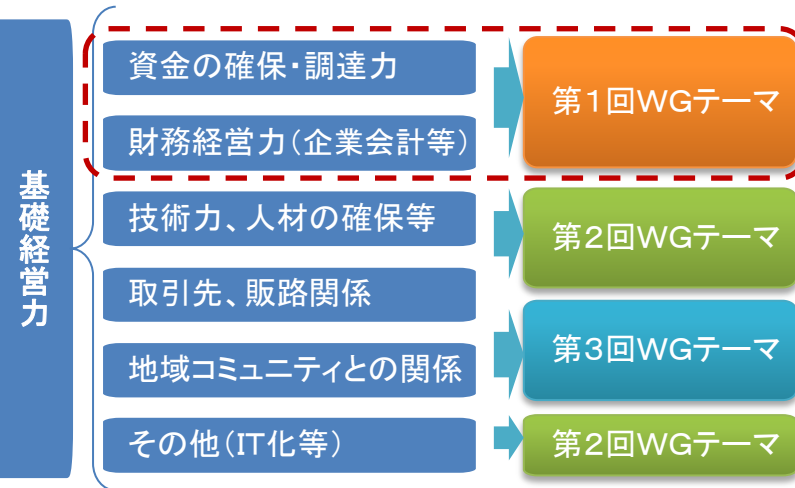 基礎経営力
資金の確保・調達力
財務経営力(企業会計等)
第1回WGテーマ
技術力、人材の確保等
第2回WGテーマ
取引先、販路関係
地域コミュニティとの関係
第3回WGテーマ
その他(IT化等)
第2回WGテーマ